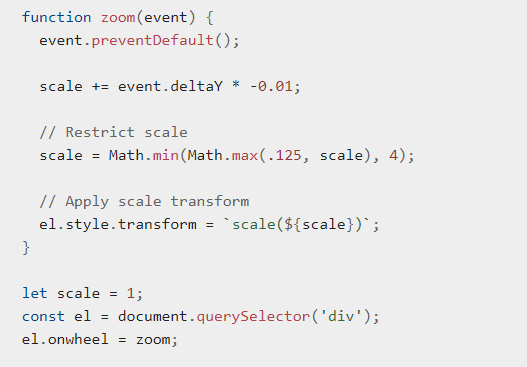 function zoom(event) {
  event.preventDefault();

  scale += event.deltaY * -0.01;

  // Restrict scale
  scale = Math.min(Math.max(.125, scale), 4);

  // Apply scale transform
  el.style.transform = `scale(${scale})`;
}

let scale = 1;
const el = document.querySelector('div');
el.onwheel = zoom;